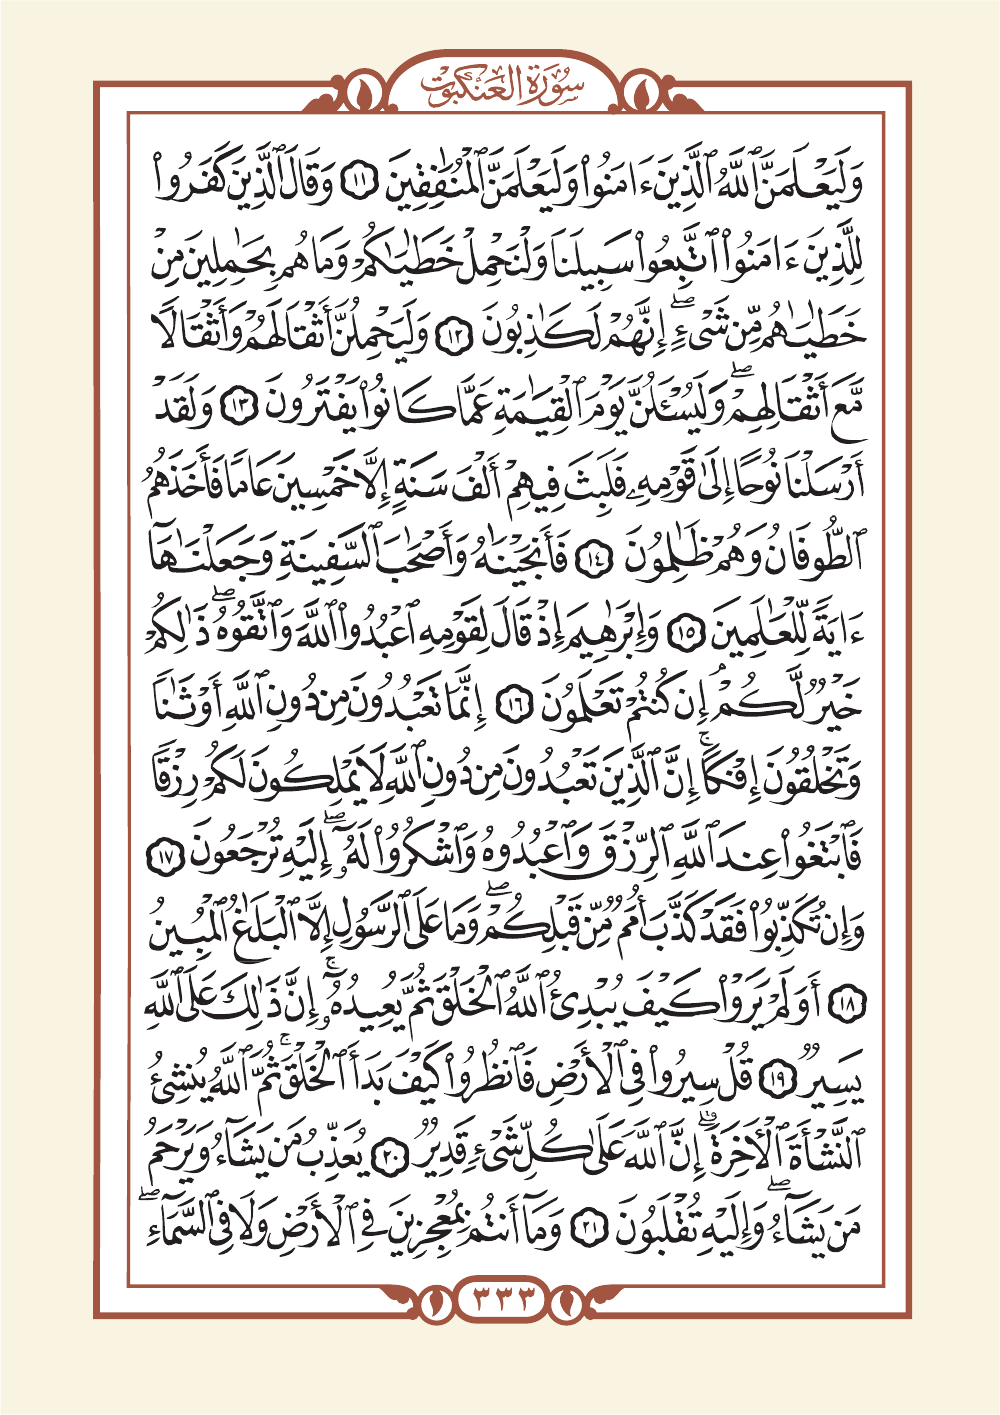 سُورَةُ العَنكَبُوت
وَلَيَعْلَمَنَّ ٱللَّهُ ٱلَّذِينَ ءَامَنُوا۟ وَلَيَعْلَمَنَّ ٱلْمُنَٰفِقِينَ ١١ وَقَالَ ٱلَّذِينَ كَفَرُوا۟
لِلَّذِينَ ءَامَنُوا۟ ٱتَّبِعُوا۟ سَبِيلَنَا وَلْنَحْمِلْ خَطَٰيَٰكُمْ وَمَا هُم بِحَٰمِلِينَ مِنْ
خَطَٰيَٰهُم مِّن شَىْءٍ ۖ إِنَّهُمْ لَكَٰذِبُونَ ١٢ وَلَيَحْمِلُنَّ أَثْقَالَهُمْ وَأَثْقَالًا
مَّعَ أَثْقَالِهِمْ ۖ وَلَيُسْـَٔلُنَّ يَوْمَ ٱلْقِيَٰمَةِ عَمَّا كَانُوا۟ يَفْتَرُونَ ١٣ وَلَقَدْ
أَرْسَلْنَا نُوحًا إِلَىٰ قَوْمِهِۦ فَلَبِثَ فِيهِمْ أَلْفَ سَنَةٍ إِلَّا خَمْسِينَ عَامًا فَأَخَذَهُمُ
ٱلطُّوفَانُ وَهُمْ ظَٰلِمُونَ ١٤ فَأَنجَيْنَٰهُ وَأَصْحَٰبَ ٱلسَّفِينَةِ وَجَعَلْنَٰهَآ
ءَايَةً لِّلْعَٰلَمِينَ ١٥ وَإِبْرَٰهِيمَ إِذْ قَالَ لِقَوْمِهِ ٱعْبُدُوا۟ ٱللَّهَ وَٱتَّقُوهُ ۖ ذَٰلِكُمْ
خَيْرٌ لَّكُمْ إِن كُنتُمْ تَعْلَمُونَ ١٦ إِنَّمَا تَعْبُدُونَ مِن دُونِ ٱللَّهِ أَوْثَٰنًا
وَتَخْلُقُونَ إِفْكًا ۚ إِنَّ ٱلَّذِينَ تَعْبُدُونَ مِن دُونِ ٱللَّهِ لَا يَمْلِكُونَ لَكُمْ رِزْقًا
فَٱبْتَغُوا۟ عِندَ ٱللَّهِ ٱلرِّزْقَ وَٱعْبُدُوهُ وَٱشْكُرُوا۟ لَهُۥٓ ۖ إِلَيْهِ تُرْجَعُونَ ١٧
وَإِن تُكَذِّبُوا۟ فَقَدْ كَذَّبَ أُمَمٌ مِّن قَبْلِكُمْ ۖ وَمَا عَلَى ٱلرَّسُولِ إِلَّا ٱلْبَلَٰغُ ٱلْمُبِينُ
١٨ أَوَلَمْ يَرَوْا۟ كَيْفَ يُبْدِئُ ٱللَّهُ ٱلْخَلْقَ ثُمَّ يُعِيدُهُۥٓ ۚ إِنَّ ذَٰلِكَ عَلَى ٱللَّهِ
يَسِيرٌ ١٩ قُلْ سِيرُوا۟ فِى ٱلْأَرْضِ فَٱنظُرُوا۟ كَيْفَ بَدَأَ ٱلْخَلْقَ ۚ ثُمَّ ٱللَّهُ يُنشِئُ
ٱلنَّشْأَةَ ٱلْءَاخِرَةَ ۚ إِنَّ ٱللَّهَ عَلَىٰ كُلِّ شَىْءٍ قَدِيرٌ ٢٠ يُعَذِّبُ مَن يَشَآءُ وَيَرْحَمُ
مَن يَشَآءُ ۖ وَإِلَيْهِ تُقْلَبُونَ ٢١ وَمَآ أَنتُم بِمُعْجِزِينَ فِى ٱلْأَرْضِ وَلَا فِى ٱلسَّمَآءِ ۖ
٣٣٣